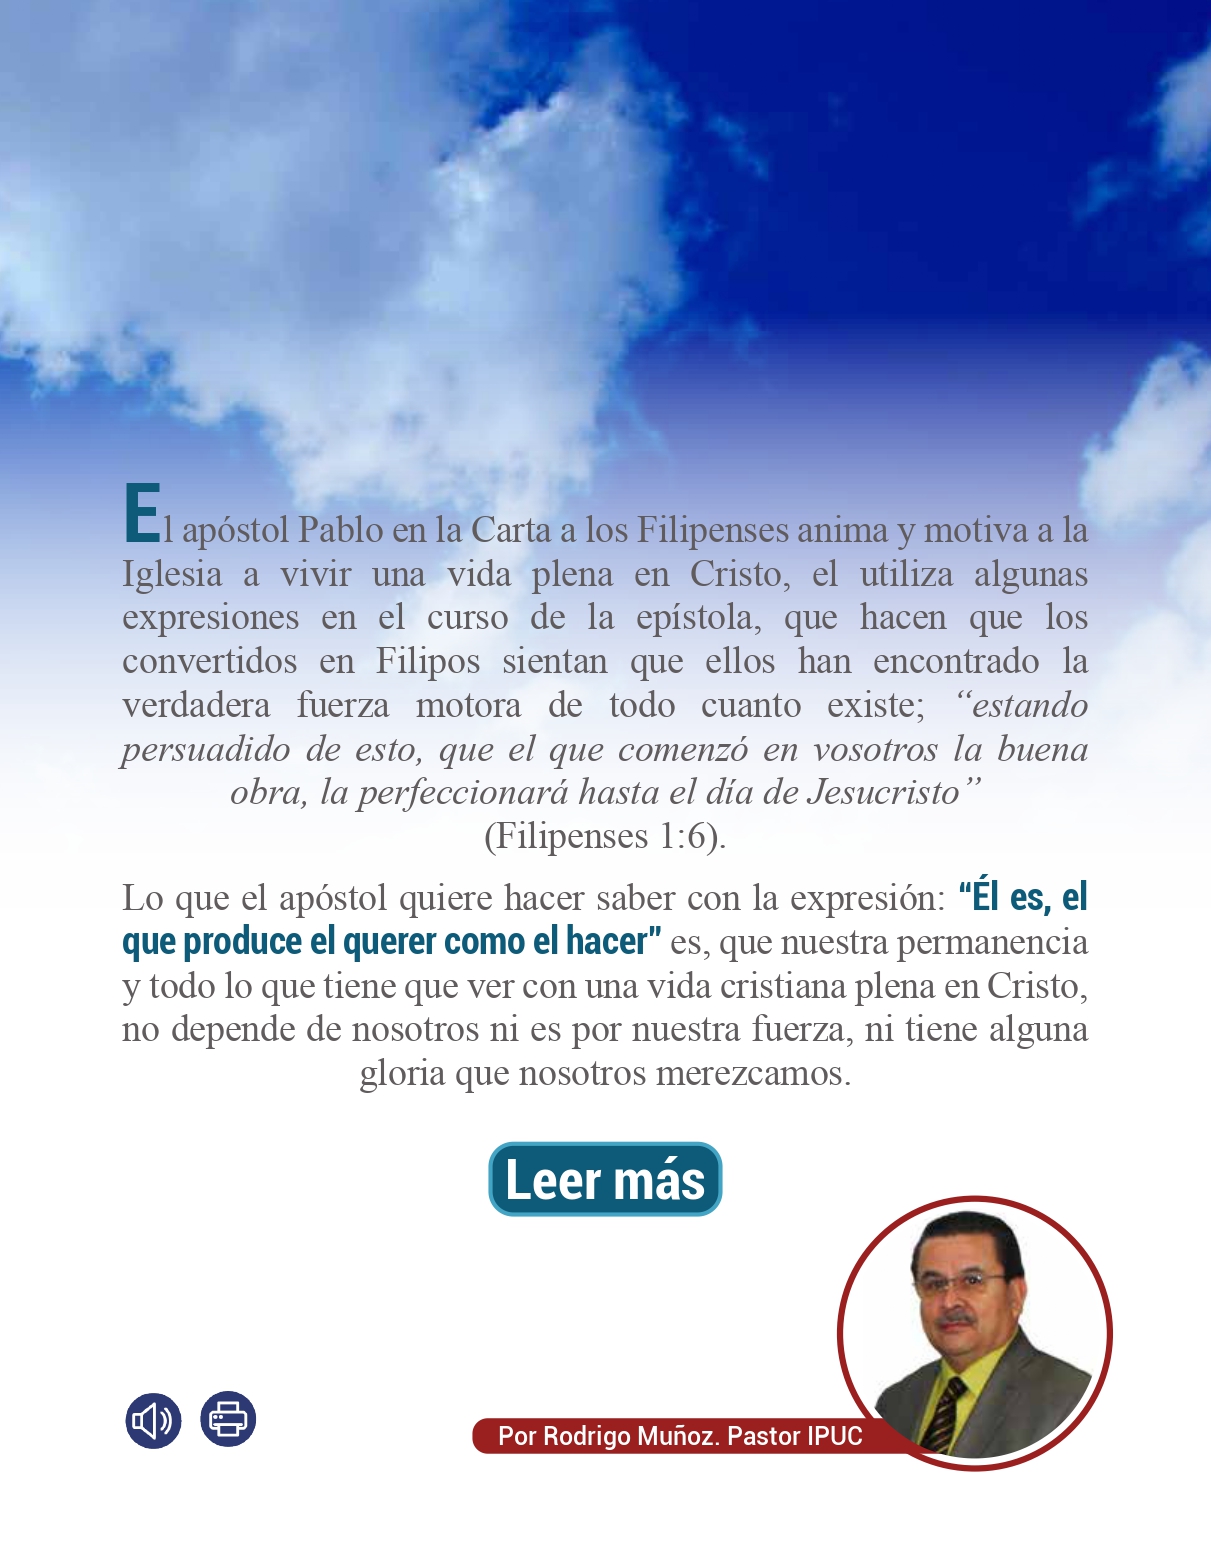 El apóstol Pablo en la Carta a los Filipenses anima y motiva a la
Iglesia a vivir una vida plena en Cristo, el utiliza algunas
expresiones en el curso de la epístola, que hacen que los
convertidos en Filipos sientan que ellos han encontrado la
verdadera fuerza motora de todo cuanto existe; “estando
persuadido de esto, que el que comenzó en vosotros la buena
obra, la perfeccionará hasta el día de Jesucristo”
(Filipenses 1:6).
Lo que el apóstol quiere hacer saber con la expresión: “Él es, el
que produce el querer como el hacer” es, que nuestra permanencia
y todo lo que tiene que ver con una vida cristiana plena en Cristo,
no depende de nosotros ni es por nuestra fuerza, ni tiene alguna
gloria que nosotros merezcamos.
Leer más
Por Rodrigo Muñoz. Pastor IPUC